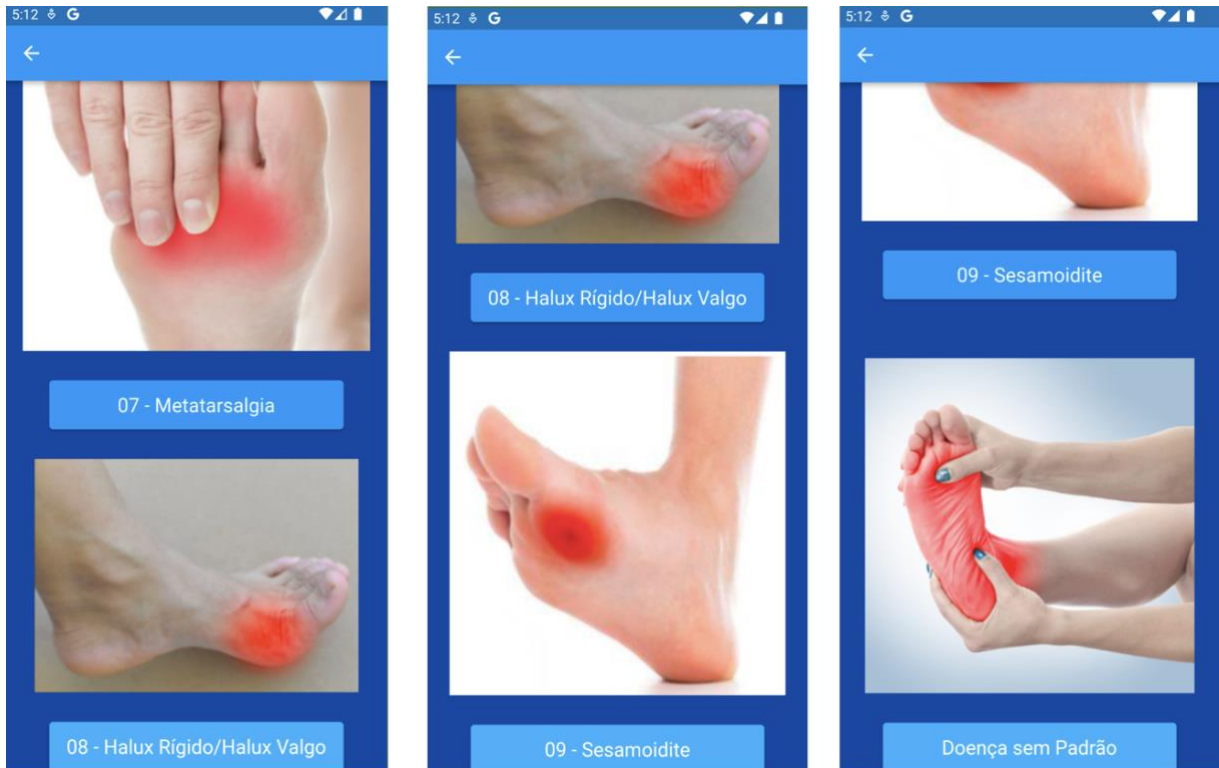 5:12 G
07 - Metatarsalgia
08 - Halux Rígido/Halux Valgo
5:12 G
08 - Halux Rígido/Halux Valgo
09 - Sesamoidite
5:12 G
09 - Sesamoidite
Doença sem Padrão